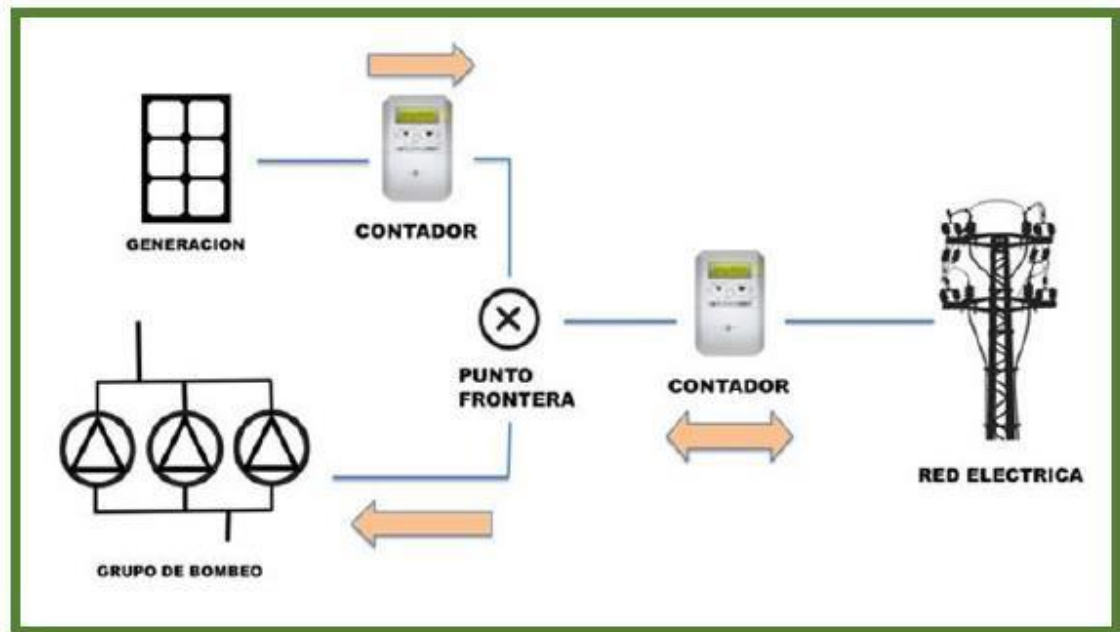 GENERACION
CONTADOR
PUNTO
FRONTERA
CONTADOR
RED ELECTRICA
GRUPO DE BOMBEO